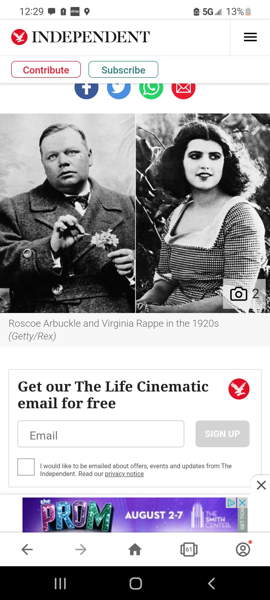 12:29
5G 13%
INDEPENDENT
Contribute
Subscribe
2
Roscoe Arbuckle and Virginia Rappe in the 1920s
(Getty/Rex)
Get our The Life Cinematic
email for free
Email
SIGN UP
I would like to be emailed about offers, events and updates from The
Independent. Read our privacy notice
the
PROM
AUGUST 2-7
THE
SMITH
CENTER
GET TIX
61